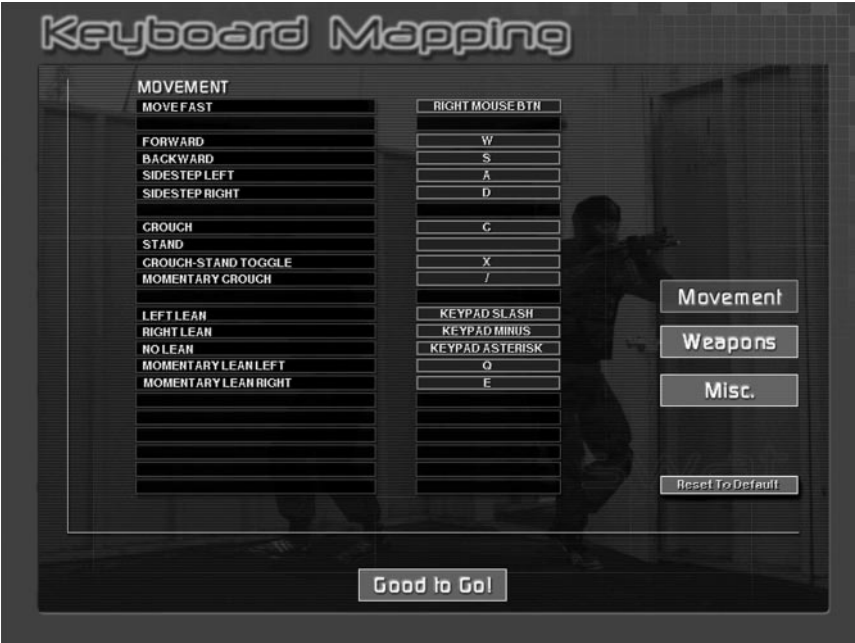 Keyboard Mapping
MOVEMENT
MOVE FAST RIGHT MOUSE BTN
FORWARD W
BACKWARD S
SIDESTEP LEFT A
SIDESTEP RIGHT D
CROUCH C
STAND
CROUCH-STAND TOGGLE X
MOMENTARY CROUCH /
LEFT LEAN KEYPAD SLASH
RIGHT LEAN KEYPAD MINUS
NO LEAN KEYPAD ASTERISK
MOMENTARY LEAN LEFT Q
MOMENTARY LEAN RIGHT E
Movement
Weapons
Misc.
Reset To Default
Good to Go!